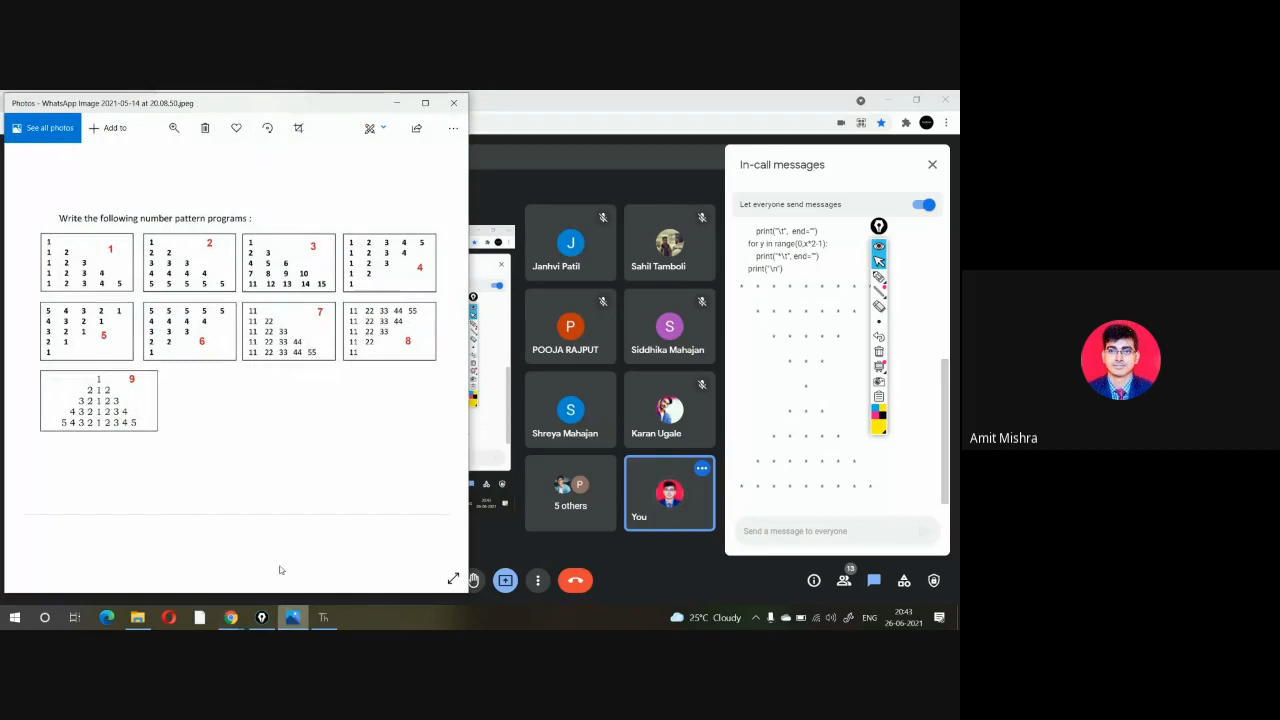 Photos - WhatsApp Image 2021-05-14 at 20.08.50.jpeg
See all photos
Add to
Write the following number pattern programs :
1
1 2
1 2 3
1 2 3 4
1 2 3 4 5
1
1
2 2
3 3 3
4 4 4 4
5 5 5 5 5
2
1
2 3
4 5 6
7 8 9 10
11 12 13 14 15
3
1 2 3 4 5
1 2 3 4
1 2 3
1 2
1
4
5 4 3 2 1
4 3 2 1
3 2 1
2 1
1
5
5 5 5 5 5
4 4 4 4
3 3 3
2 2
1
6
11
11 22
11 22 33
11 22 33 44
11 22 33 44 55
7
11 22 33 44 55
11 22 33 44
11 22 33
11 22
11
8
1
2 1 2
3 2 1 2 3
4 3 2 1 2 3 4
5 4 3 2 1 2 3 4 5
9
J
Janhvi Patil
Sahil Tamboli
P
POOJA RAJPUT
S
Siddhika Mahajan
S
Shreya Mahajan
Karan Ugale
P
5 others
You
In-call messages
Let everyone send messages
print("\t", end="")
for y in range(0,x*2-1):
print("*\t", end="")
print("\n")
* * * * * * * * *
* * * * * * *
* * * * *
* * *
*
* * *
* * * * *
* * * * * * *
* * * * * * * * *
Send a message to everyone
13
Amit Mishra
Th
25°C Cloudy
ENG
20:43
26-06-2021